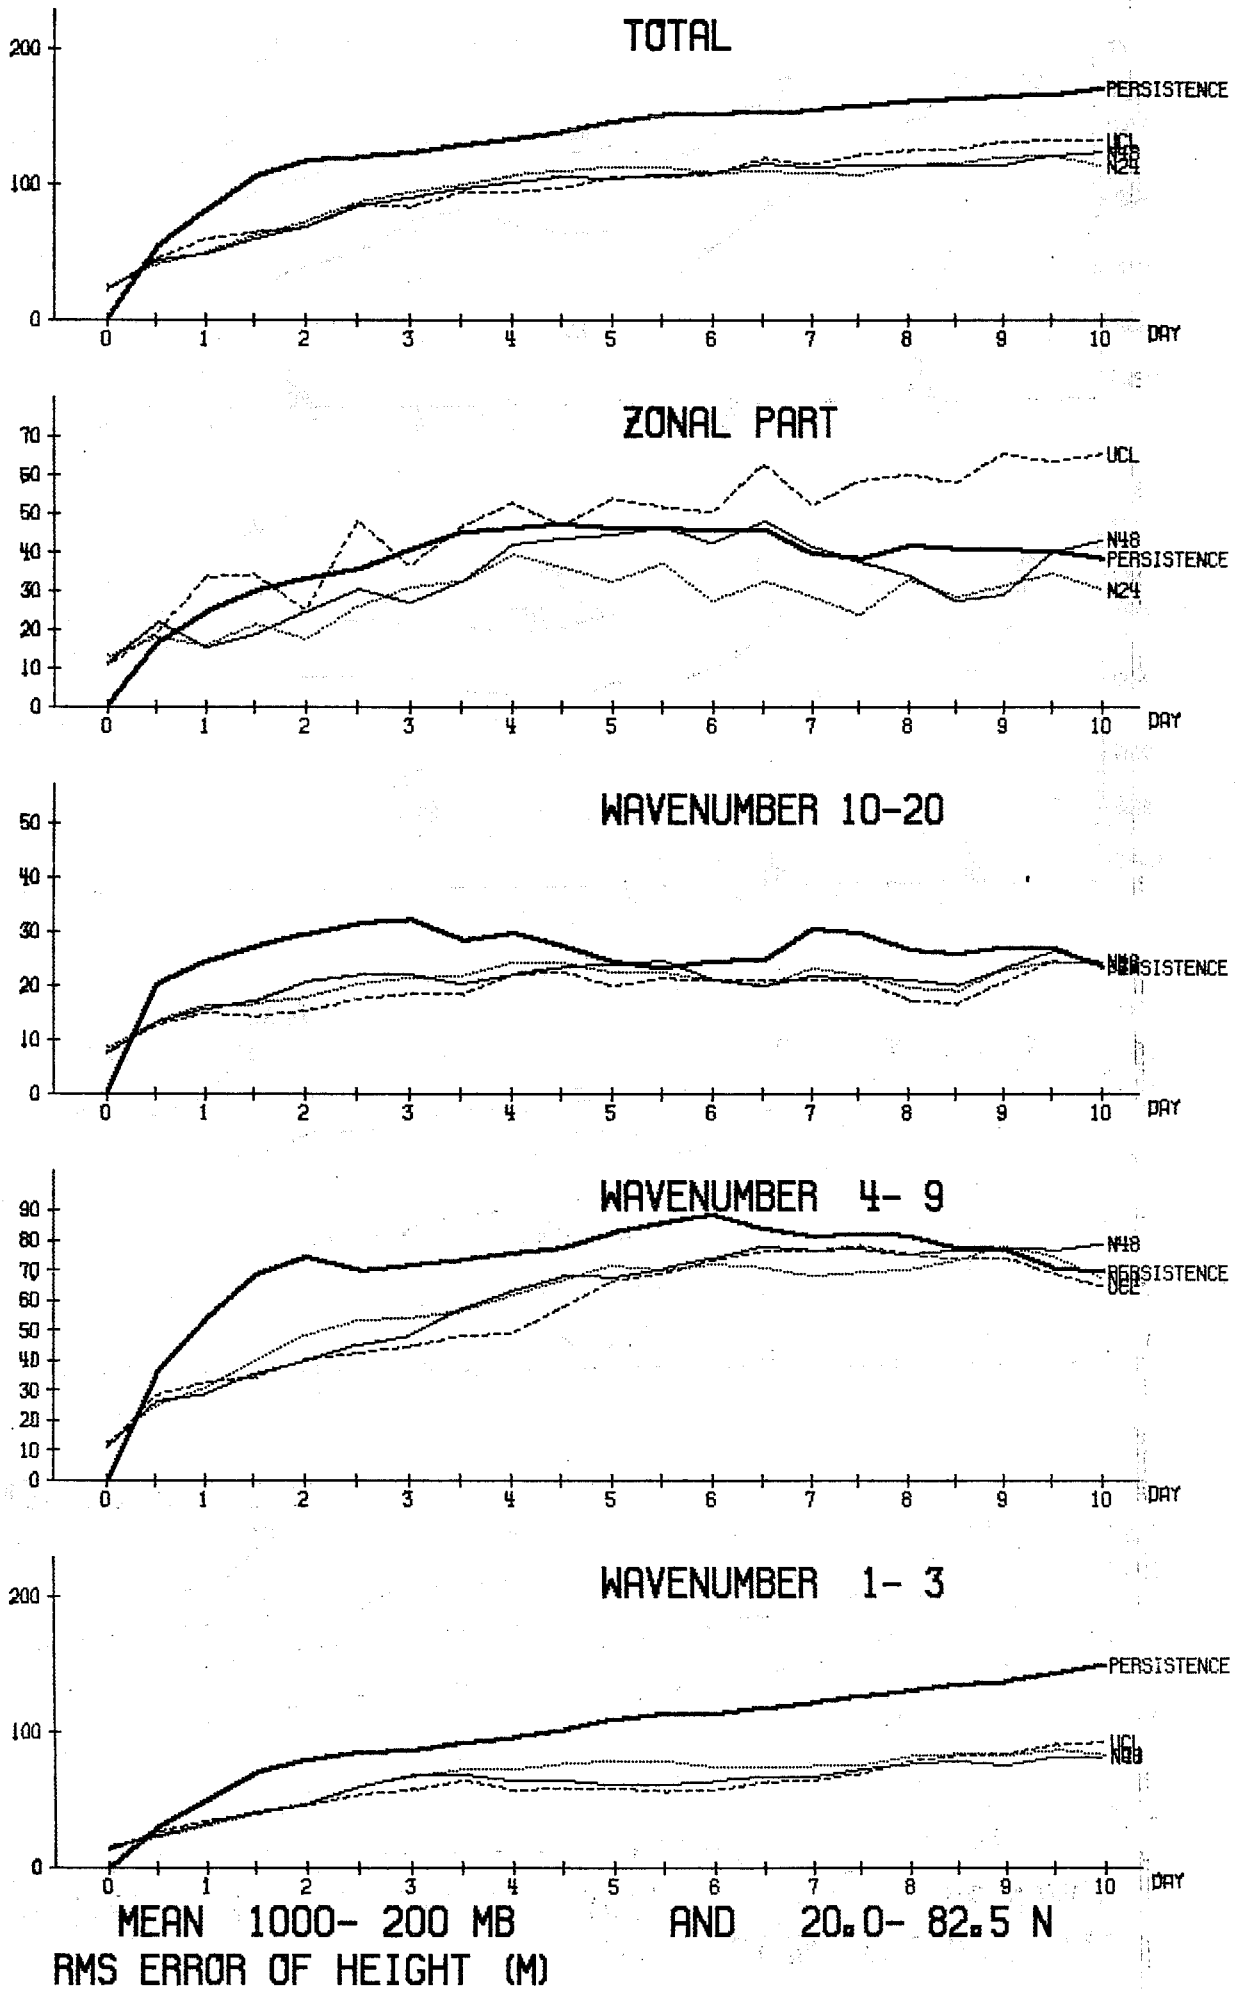 TOTAL
200
100
0
PERSISTENCE
UCL
N48
N24
0 1 2 3 4 5 6 7 8 9 10 DAY
ZONAL PART
70
60
50
40
30
20
10
0
UCL
N48
PERSISTENCE
N24
0 1 2 3 4 5 6 7 8 9 10 DAY
WAVENUMBER 10-20
50
40
30
20
10
0
PERSISTENCE
0 1 2 3 4 5 6 7 8 9 10 DAY
WAVENUMBER 4- 9
90
80
70
60
50
40
30
20
10
0
N48
PERSISTENCE
UCL
0 1 2 3 4 5 6 7 8 9 10 DAY
WAVENUMBER 1- 3
200
100
0
PERSISTENCE
UCL
0 1 2 3 4 5 6 7 8 9 10 DAY
MEAN 1000- 200 MB AND 20.0- 82.5 N
RMS ERROR OF HEIGHT (M)